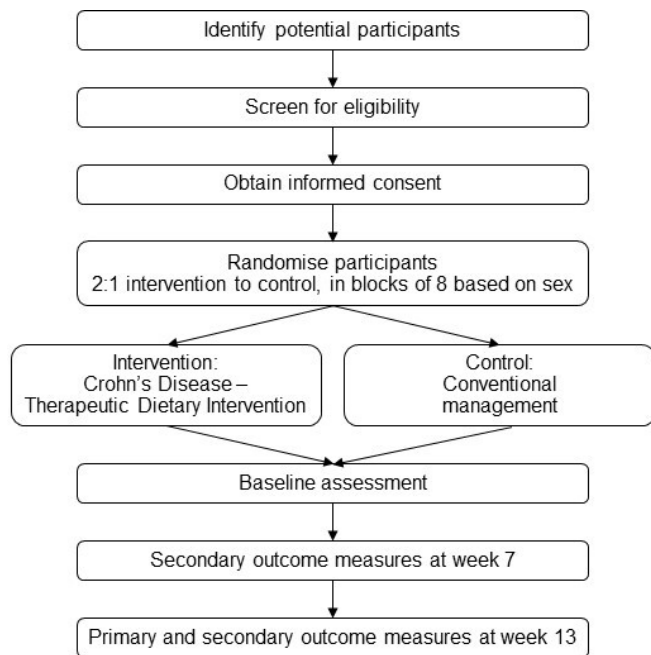 Identify potential participants
Screen for eligibility
Obtain informed consent
Randomise participants
2:1 intervention to control, in blocks of 8 based on sex
Intervention:
Crohn's Disease –
Therapeutic Dietary Intervention
Control:
Conventional
management
Baseline assessment
Secondary outcome measures at week 7
Primary and secondary outcome measures at week 13